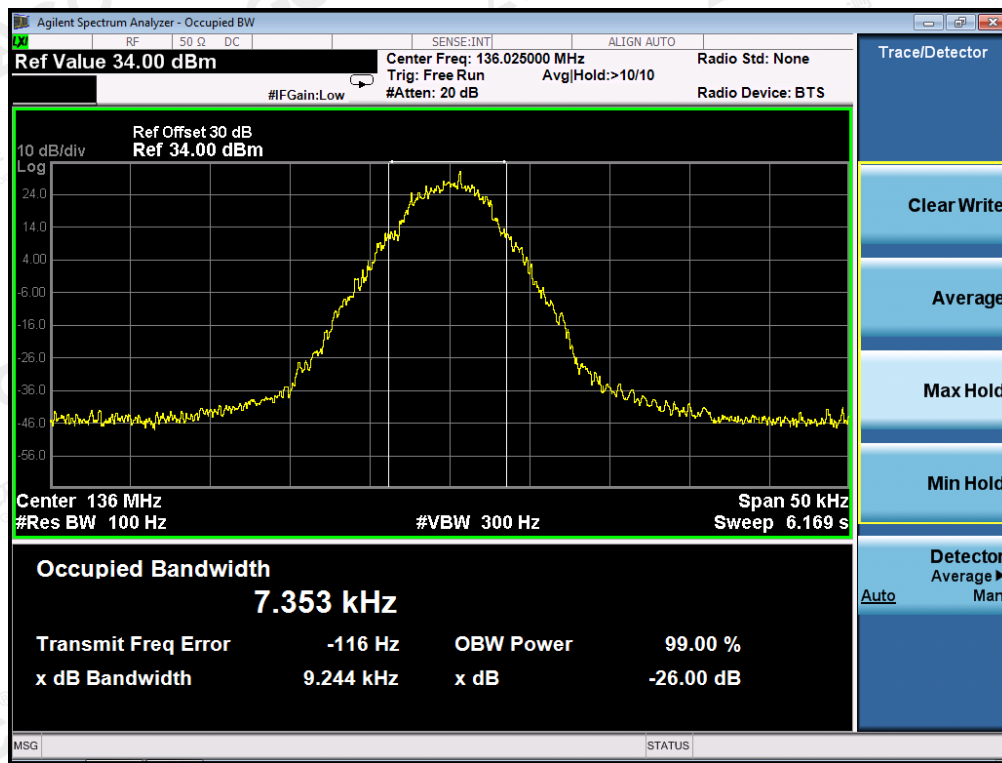 Agilent Spectrum Analyzer - Occupied BW
LXI RF 50 Ω DC SENSE:INT ALIGN AUTO
Ref Value 34.00 dBm
Center Freq: 136.025000 MHz
Radio Std: None
Trig: Free Run
Avg|Hold:>10/10
#IFGain:Low
#Atten: 20 dB
Radio Device: BTS
Trace/Detector
Ref Offset 30 dB
10 dB/div
Ref 34.00 dBm
Log
24.0
14.0
4.00
-6.00
-16.0
-26.0
-36.0
-46.0
-56.0
Center 136 MHz
Span 50 kHz
#Res BW 100 Hz
#VBW 300 Hz
Sweep 6.169 s
Clear Write
Average
Max Hold
Min Hold
Detector
Average
Auto
Man
Occupied Bandwidth
7.353 kHz
Transmit Freq Error -116 Hz
OBW Power 99.00 %
x dB Bandwidth 9.244 kHz
x dB -26.00 dB
MSG
STATUS